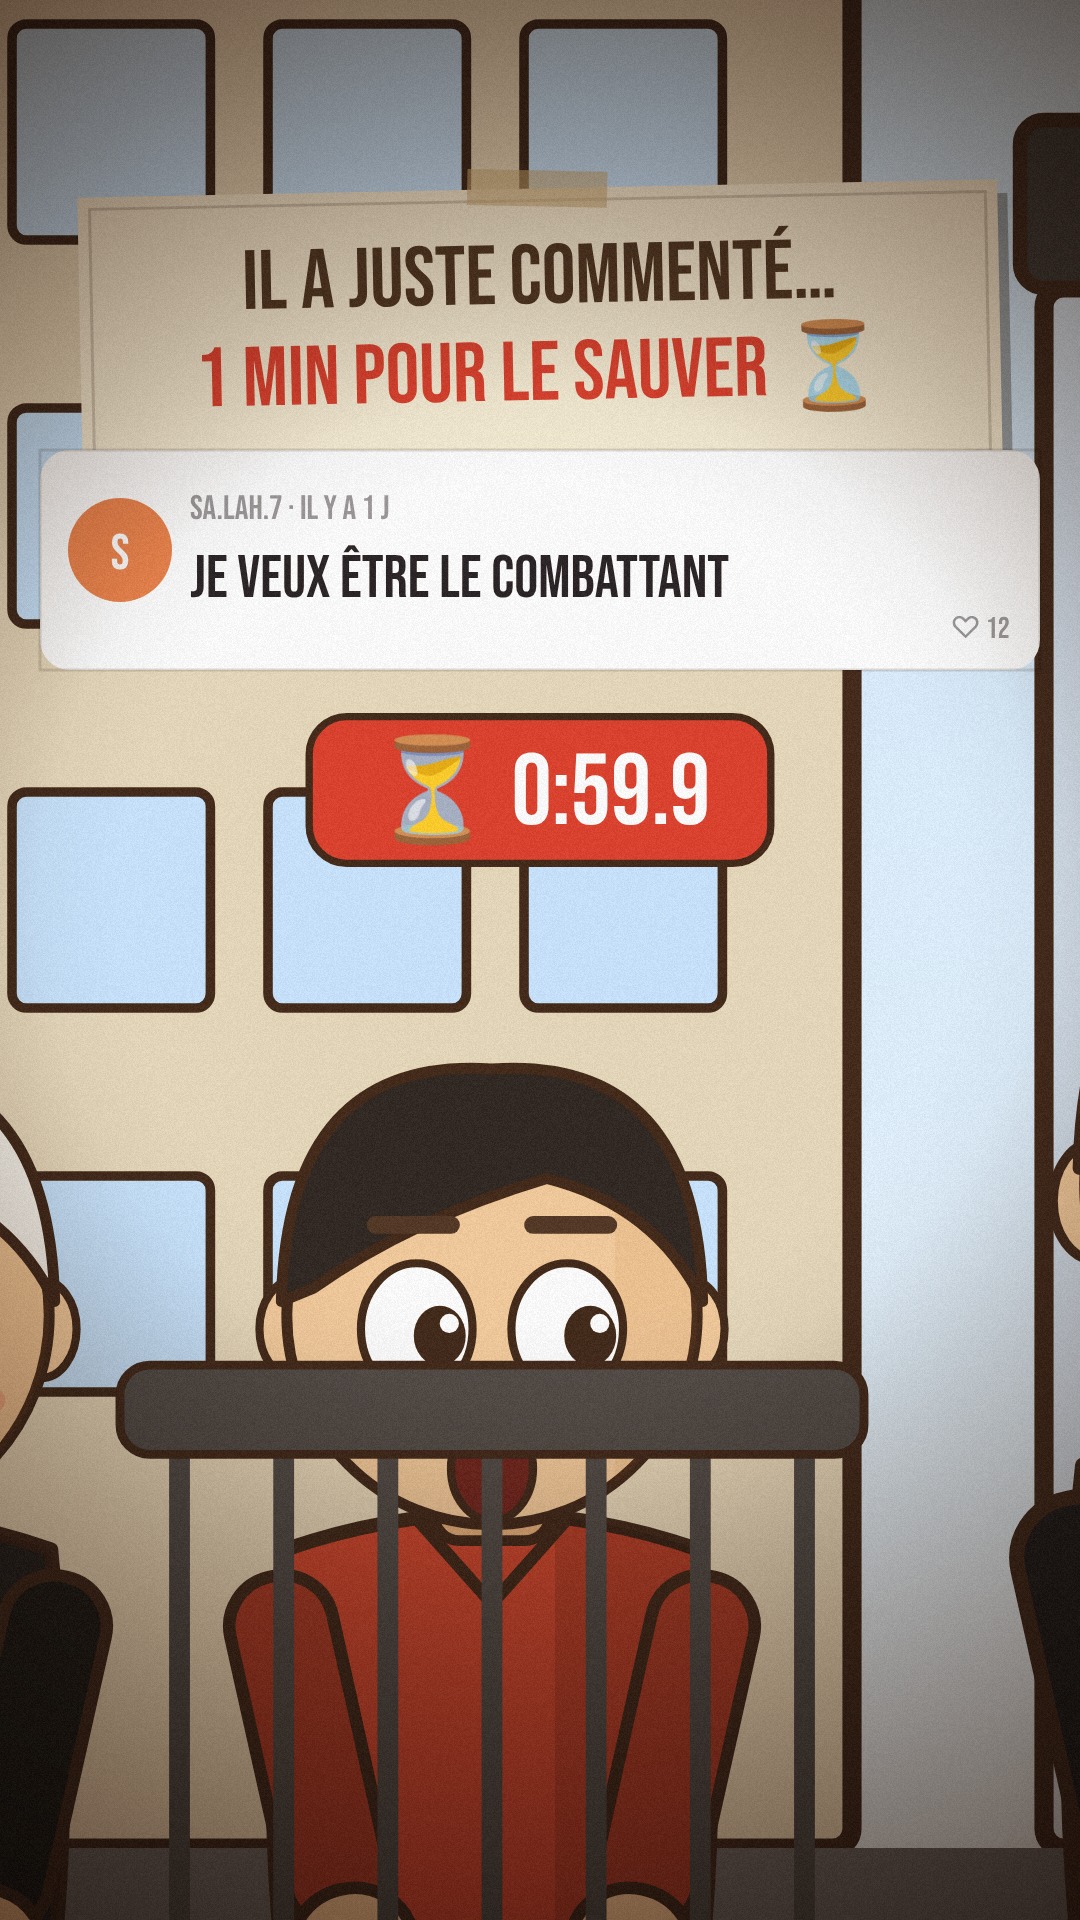 IL A JUSTE COMMENTÉ...
1 MIN POUR LE SAUVER ⏳
SA.LAH.7 · IL Y A 1 J
S
JE VEUX ÊTRE LE COMBATTANT
♡ 12
⏳ 0:59.9